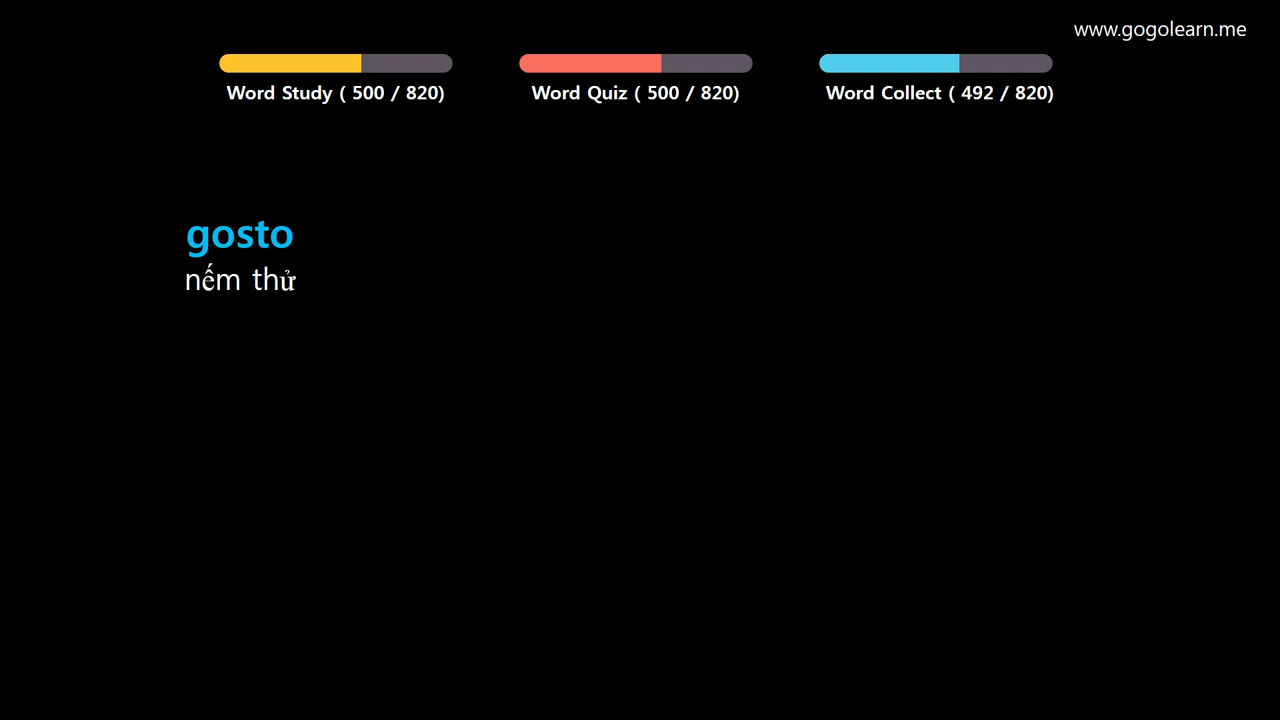 www.gogolearn.me
Word Study ( 500 / 820)
Word Quiz ( 500 / 820)
Word Collect ( 492 / 820)
gosto
nếm thử